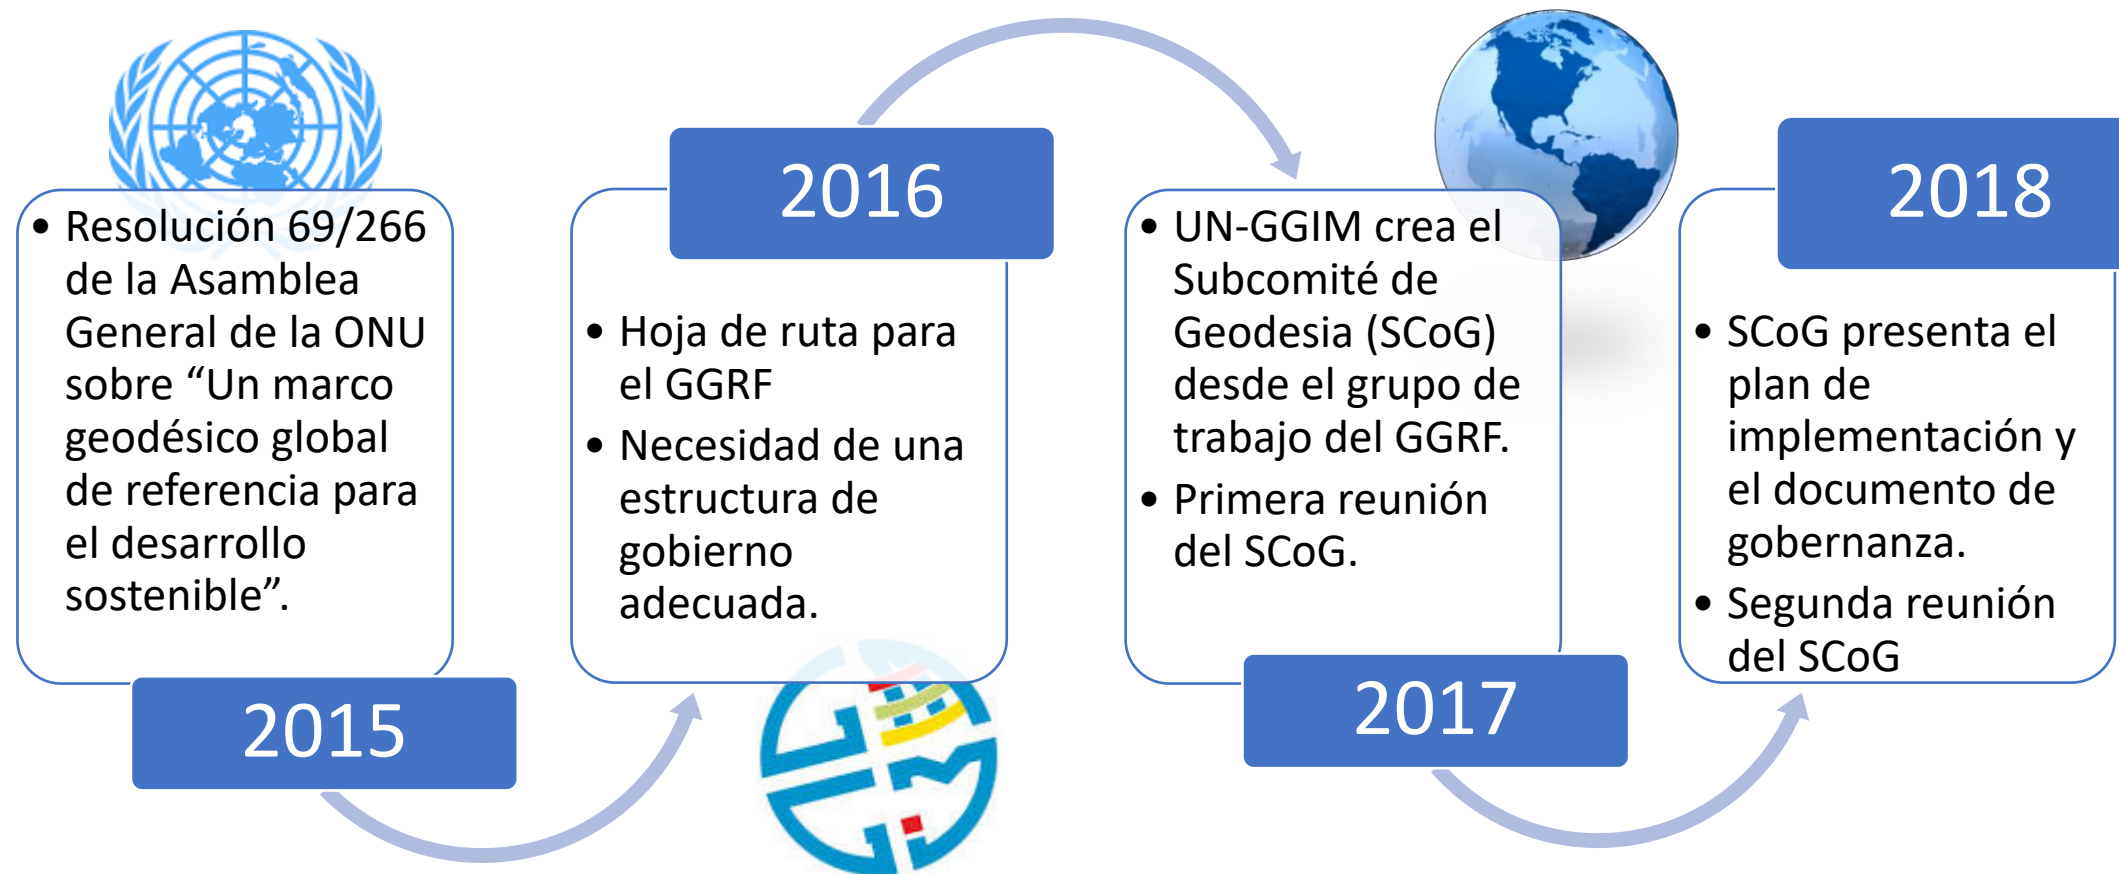 • Resolución 69/266
de la Asamblea
General de la ONU
sobre “Un marco
geodésico global
de referencia para
el desarrollo
sostenible”.
2015
2016
• Hoja de ruta para
el GGRF
• Necesidad de una
estructura de
gobierno
adecuada.
• UN-GGIM crea el
Subcomité de
Geodesia (SCoG)
desde el grupo de
trabajo del GGRF.
• Primera reunión
del SCoG.
2017
2018
• SCoG presenta el
plan de
implementación y
el documento de
gobernanza.
• Segunda reunión
del SCoG